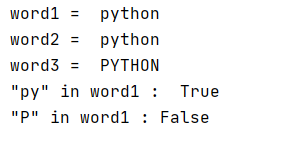 word1 =  python
word2 =  python
word3 =  PYTHON
"py" in word1 :  True
"P" in word1 : False